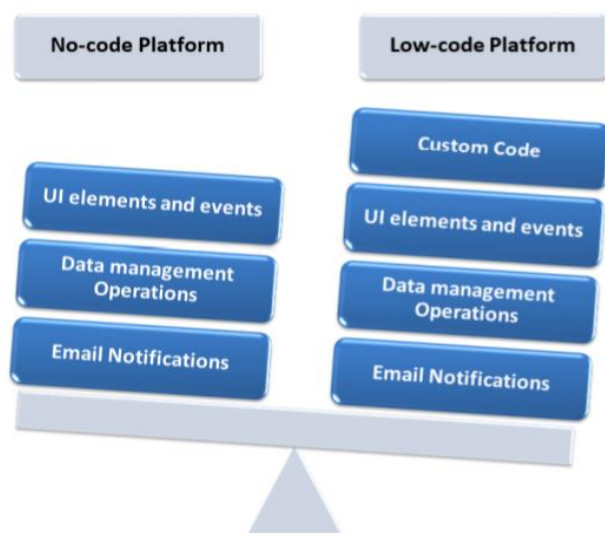 No-code Platform
Low-code Platform
Custom Code
UI elements and events
UI elements and events
Data management
Operations
Data management
Operations
Email Notifications
Email Notifications